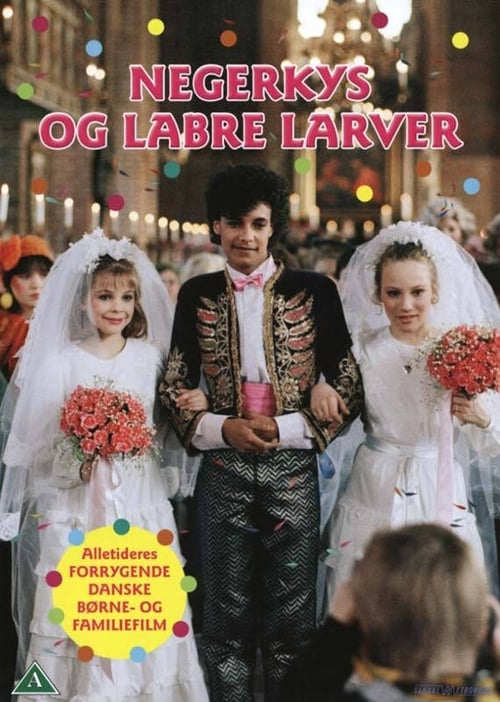 NEGERKYS
OG LABRE LARVER
Alletideres
FORRYGENDE
DANSKE
BØRNE- OG
FAMILIEFILM
A